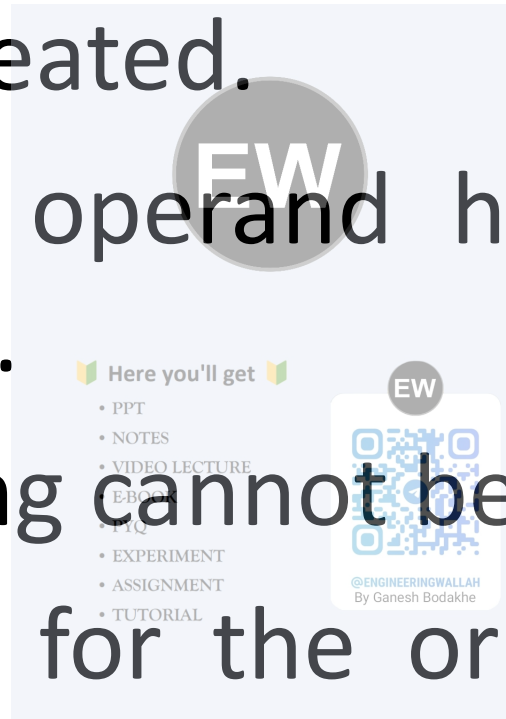 eated.
EW
operand h
.
Here you'll get
• PPT
• NOTES
• VIDEO LECTURE
• E-BOOK
• PYQ
• EXPERIMENT
• ASSIGNMENT
• TUTORIAL
EW
@ENGINEERINGWALLAH
By Ganesh Bodakhe
g cannot be
for the or